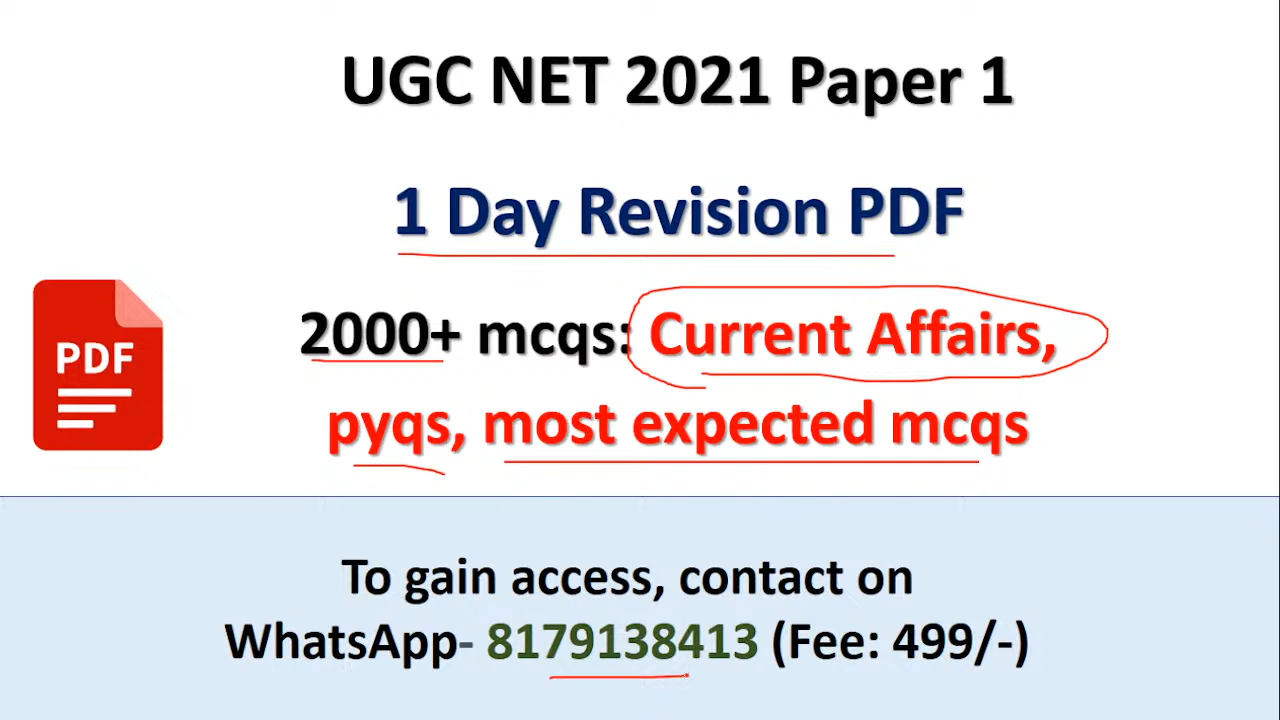 UGC NET 2021 Paper 1
1 Day Revision PDF
PDF
2000+ mcqs: Current Affairs,
pyqs, most expected mcqs
To gain access, contact on
WhatsApp- 8179138413 (Fee: 499/-)